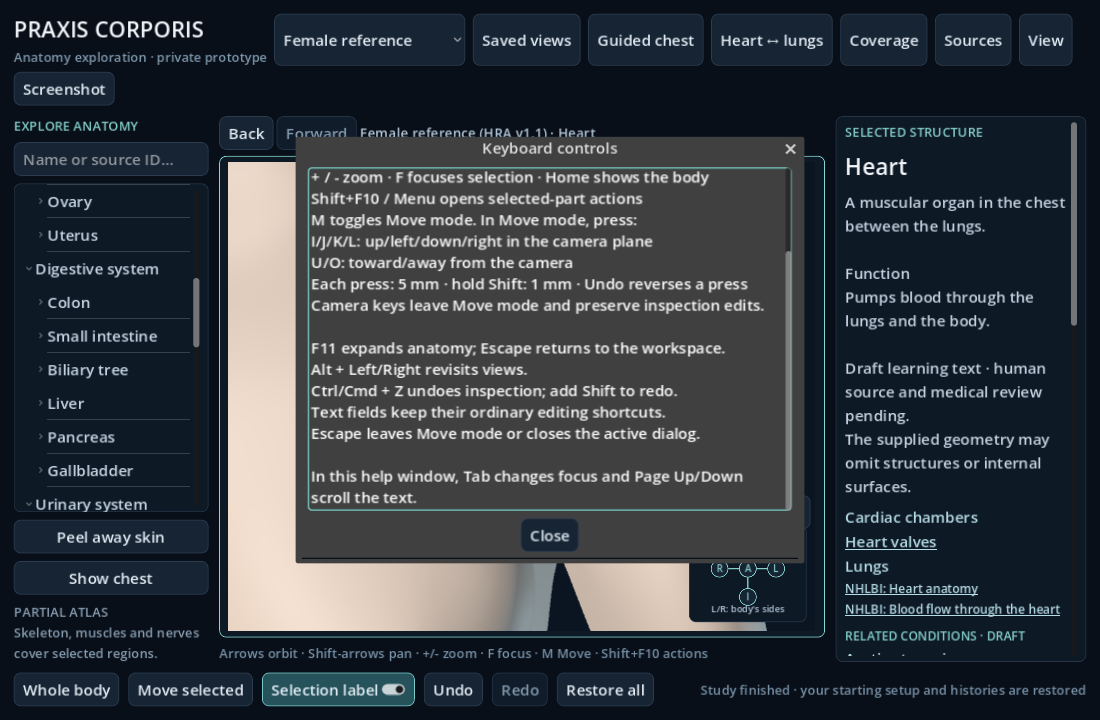 PRAXIS CORPORIS
Anatomy exploration · private prototype
Female reference
Saved views
Guided chest
Heart ↔ lungs
Coverage
Sources
View
Screenshot
EXPLORE ANATOMY
Name or source ID...
Ovary
Uterus
Digestive system
Colon
Small intestine
Biliary tree
Liver
Pancreas
Gallbladder
Urinary system
Peel away skin
Show chest
PARTIAL ATLAS
Skeleton, muscles and nerves
cover selected regions.
Back
Forward
Female reference (HRA v1.1) · Heart
Keyboard controls
+ / - zoom · F focuses selection · Home shows the body
Shift+F10 / Menu opens selected-part actions
M toggles Move mode. In Move mode, press:
I/J/K/L: up/left/down/right in the camera plane
U/O: toward/away from the camera
Each press: 5 mm · hold Shift: 1 mm · Undo reverses a press
Camera keys leave Move mode and preserve inspection edits.
F11 expands anatomy; Escape returns to the workspace.
Alt + Left/Right revisits views.
Ctrl/Cmd + Z undoes inspection; add Shift to redo.
Text fields keep their ordinary editing shortcuts.
Escape leaves Move mode or closes the active dialog.
In this help window, Tab changes focus and Page Up/Down
scroll the text.
Close
R A L
I
L/R: body's sides
Arrows orbit · Shift-arrows pan · +/- zoom · F focus · M Move · Shift+F10 actions
SELECTED STRUCTURE
Heart
A muscular organ in the chest
between the lungs.
Function
Pumps blood through the
lungs and the body.
Draft learning text · human
source and medical review
pending.
The supplied geometry may
omit structures or internal
surfaces.
Cardiac chambers
Heart valves
Lungs
NHLBI: Heart anatomy
NHLBI: Blood flow through the heart
RELATED CONDITIONS · DRAFT
Whole body
Move selected
Selection label
Undo
Redo
Restore all
Study finished · your starting setup and histories are restored